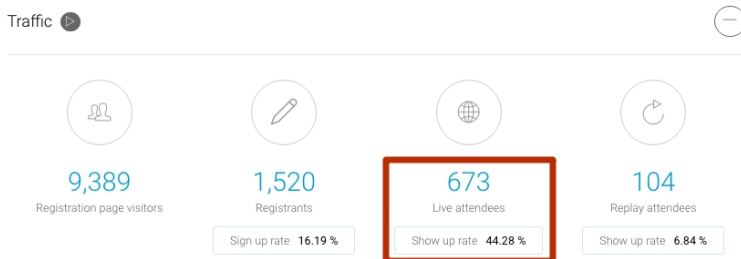 Traffic
9,389
Registration page visitors
1,520
Registrants
Sign up rate 16.19 %
673
Live attendees
Show up rate 44.28 %
104
Replay attendees
Show up rate 6.84 %